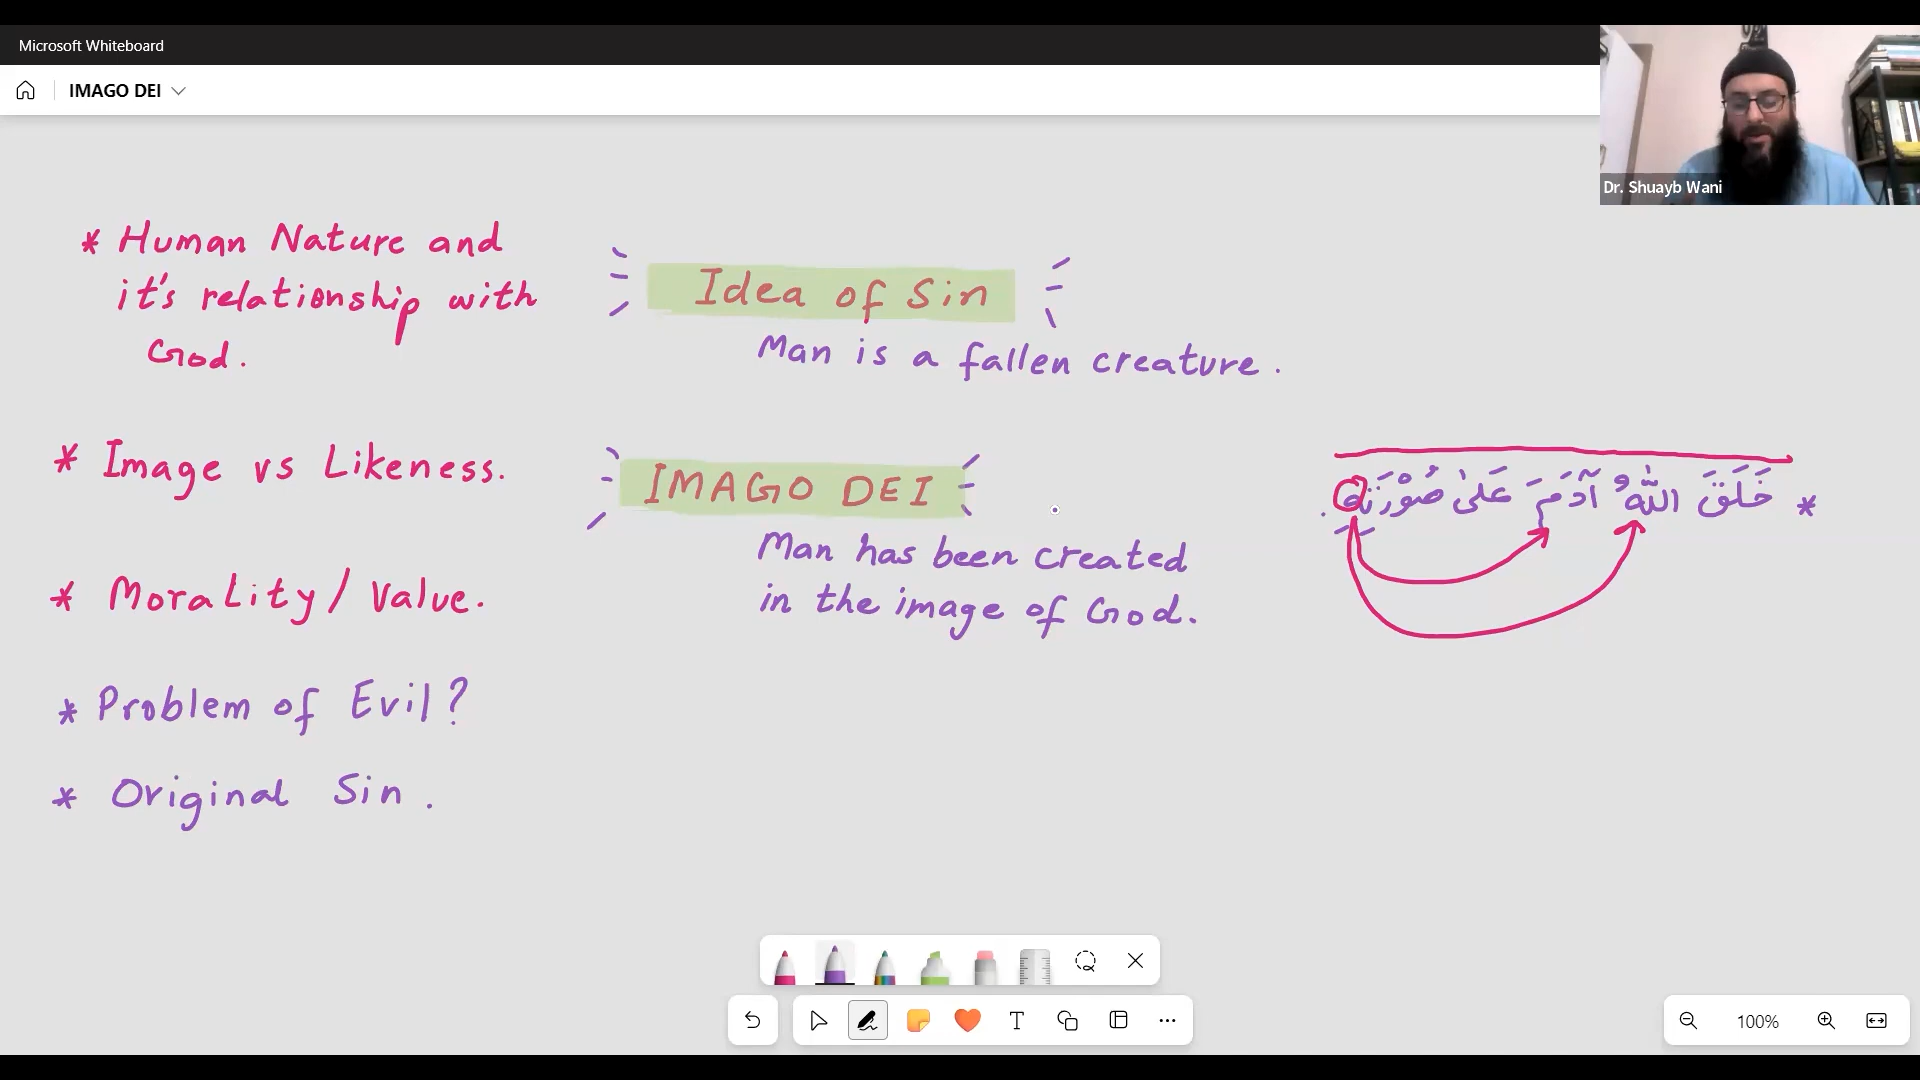 Microsoft Whiteboard
IMAGO DEI
Dr. Shuayb Wani
* Human Nature and
it's relationship with
God.
* Image vs Likeness.
* Morality / Value.
* Problem of Evil?
* Original Sin.
Idea of Sin
Man is a fallen creature.
IMAGO DEI
Man has been created
in the image of God.
* خَلَقَ اللّٰهُ آدَمَ عَلىٰ صُوْرَتِهِ.
T
100%